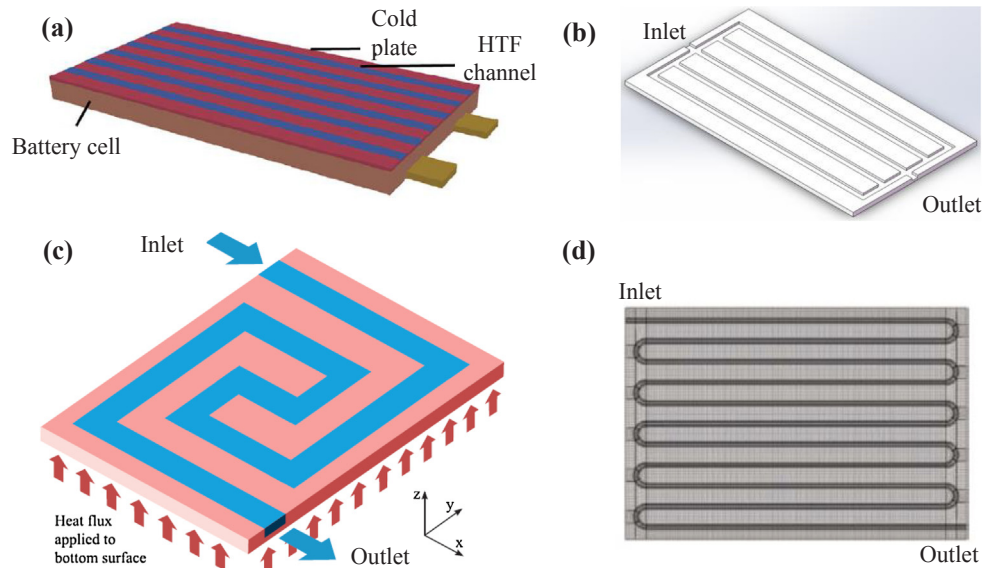 (a)
Cold
plate
HTF
channel
Battery cell
(b)
Inlet
Outlet
(c)
Inlet
Heat flux
applied to
bottom surface
Outlet
z
y
x
(d)
Inlet
Outlet